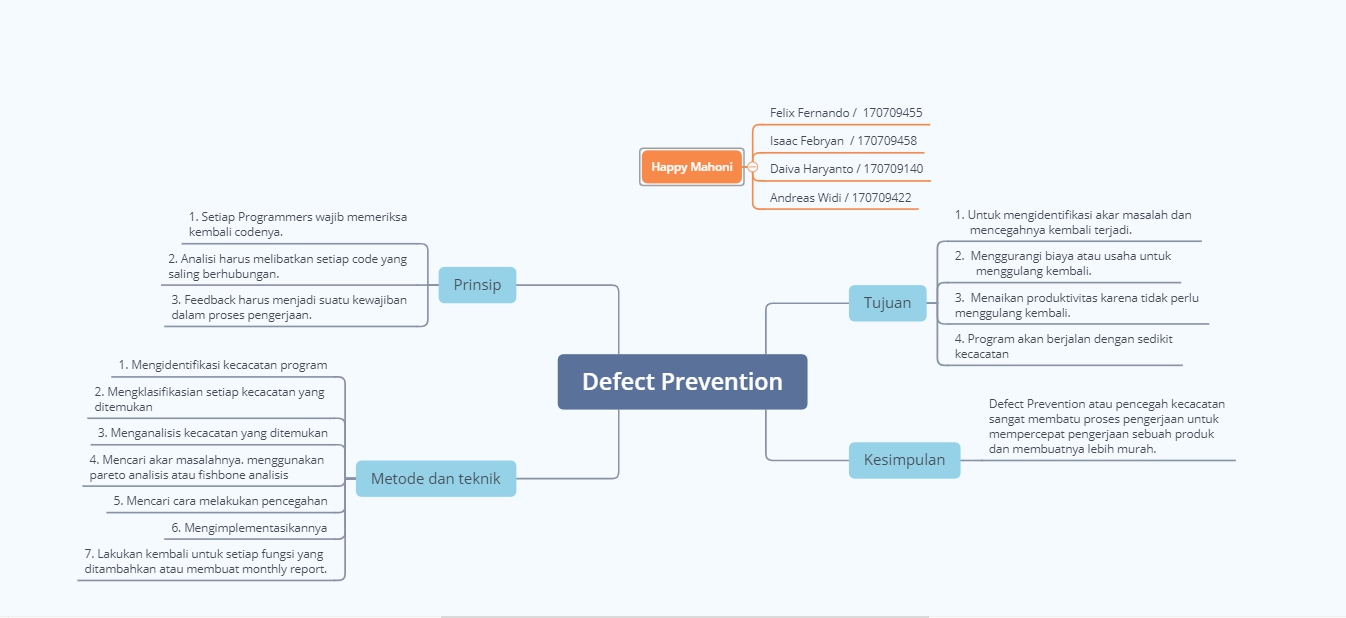 Happy Mahoni
Felix Fernando / 170709455
Isaac Febryan / 170709458
Daiva Haryanto / 170709140
Andreas Widi / 170709422
Defect Prevention
Prinsip
1. Setiap Programmers wajib memeriksa
kembali codenya.
2. Analisi harus melibatkan setiap code yang
saling berhubungan.
3. Feedback harus menjadi suatu kewajiban
dalam proses pengerjaan.
Metode dan teknik
1. Mengidentifikasi kecacatan program
2. Mengklasifikasian setiap kecacatan yang
ditemukan
3. Menganalisis kecacatan yang ditemukan
4. Mencari akar masalahnya. menggunakan
pareto analisis atau fishbone analisis
5. Mencari cara melakukan pencegahan
6. Mengimplementasikannya
7. Lakukan kembali untuk setiap fungsi yang
ditambahkan atau membuat monthly report.
Tujuan
1. Untuk mengidentifikasi akar masalah dan
mencegahnya kembali terjadi.
2. Menggurangi biaya atau usaha untuk
menggulang kembali.
3. Menaikan produktivitas karena tidak perlu
menggulang kembali.
4. Program akan berjalan dengan sedikit
kecacatan
Kesimpulan
Defect Prevention atau pencegah kecacatan
sangat membatu proses pengerjaan untuk
mempercepat pengerjaan sebuah produk
dan membuatnya lebih murah.